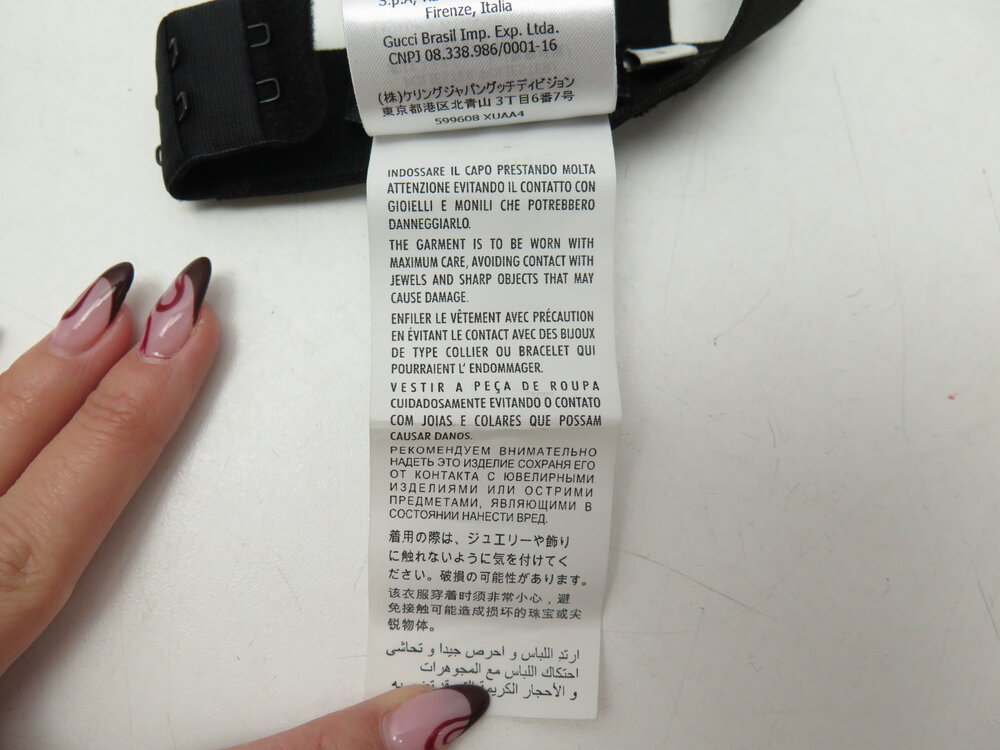 Firenze, Italia
Gucci Brasil Imp. Exp. Ltda.
CNPJ 08.338.986/0001-16
(株)ケリングジャパングッチディビジョン
東京都港区北青山 3丁目6番7号
599608 XUAA4
INDOSSARE IL CAPO PRESTANDO MOLTA
ATTENZIONE EVITANDO IL CONTATTO CON
GIOIELLI E MONILI CHE POTREBBERO
DANNEGGIARLO.
THE GARMENT IS TO BE WORN WITH
MAXIMUM CARE, AVOIDING CONTACT WITH
JEWELS AND SHARP OBJECTS THAT MAY
CAUSE DAMAGE.
ENFILER LE VÊTEMENT AVEC PRÉCAUTION
EN ÉVITANT LE CONTACT AVEC DES BIJOUX
DE TYPE COLLIER OU BRACELET QUI
POURRAIENT L' ENDOMMAGER.
VESTIR A PEÇA DE ROUPA
CUIDADOSAMENTE EVITANDO O CONTATO
COM JOIAS E COLARES QUE POSSAM
CAUSAR DANOS.
РЕКОМЕНДУЕМ ВНИМАТЕЛЬНО
НАДЕТЬ ЭТО ИЗДЕЛИЕ СОХРАНЯ ЕГО
ОТ КОНТАКТА С ЮВЕЛИРНЫМИ
ИЗДЕЛИЯМИ ИЛИ ОСТРИМИ
ПРЕДМЕТАМИ, ЯВЛЯЮЩИМИ В
СОСТОЯНИИ НАНЕСТИ ВРЕД.
着用の際は、ジュエリーや飾り
に触れないように気を付けてく
ださい。破損の可能性があります。
该衣服穿着时须非常小心，避
免接触可能造成损坏的珠宝或尖
锐物体。
ارتد اللباس و احرص جيدا و تحاشى
احتكاك اللباس مع المجوهرات
و الأحجار الكريمة